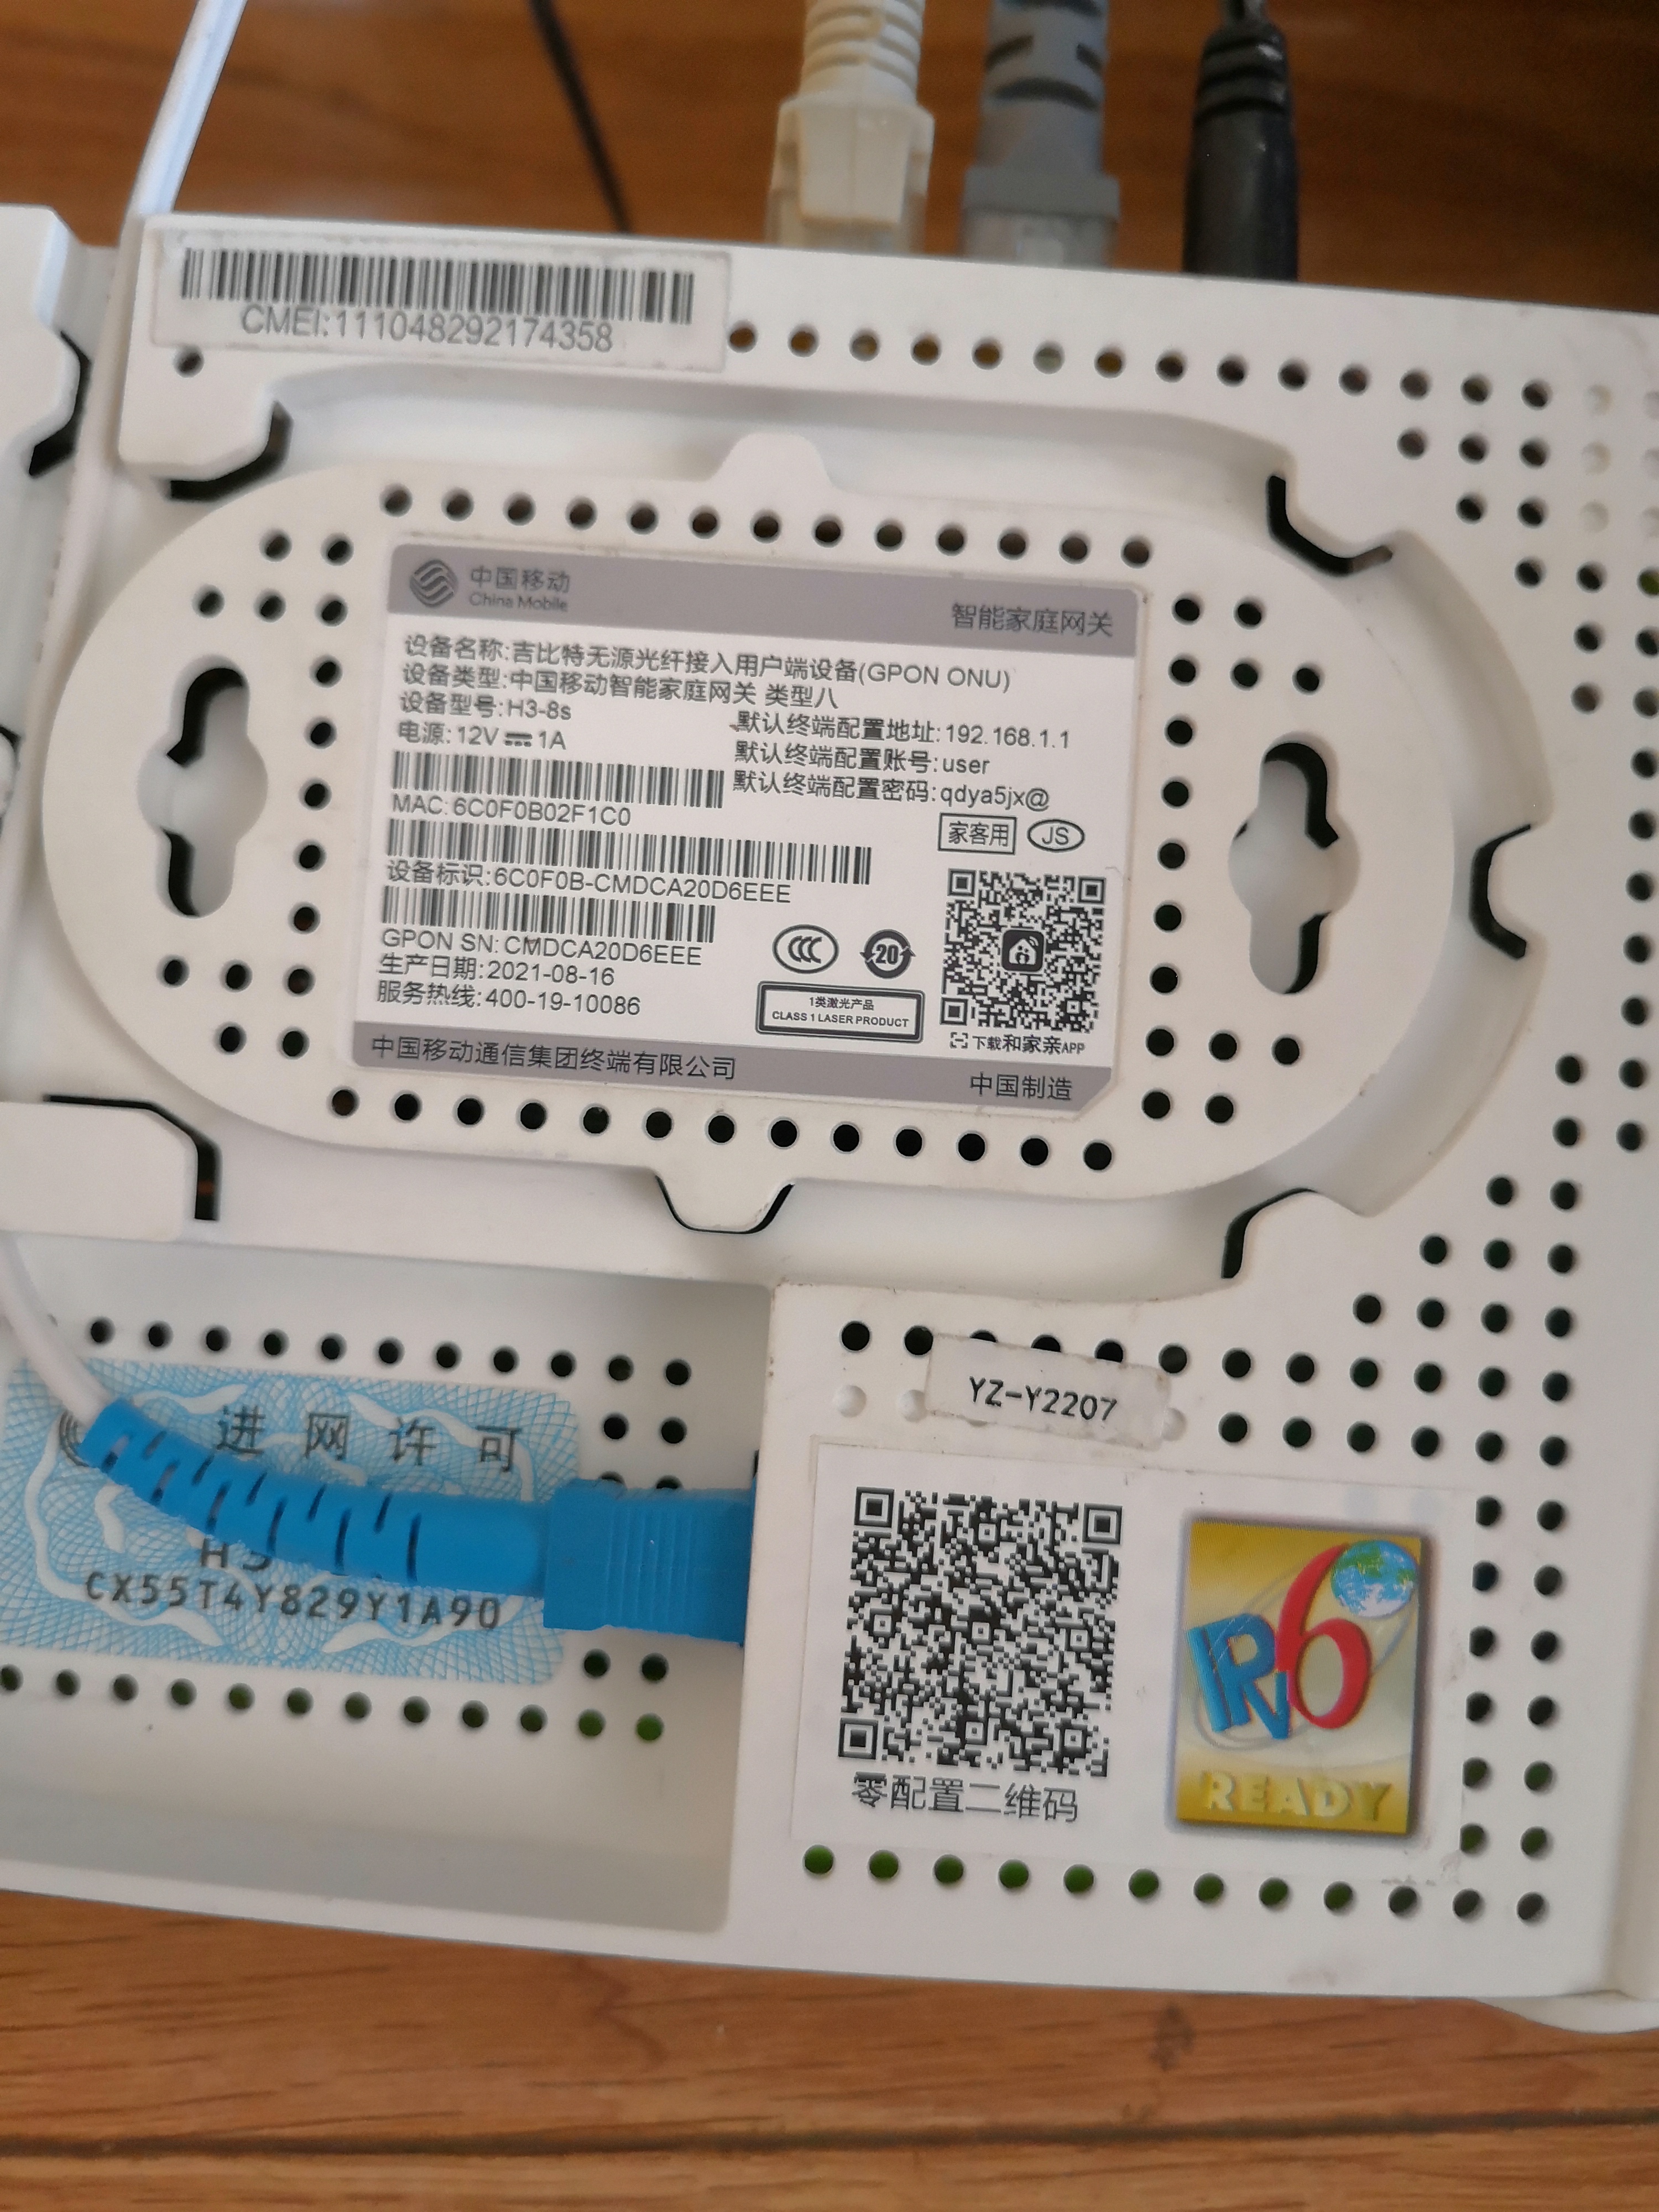 CMEI:111048292174358
中国移动
China Mobile
智能家庭网关
设备名称:吉比特无源光纤接入用户端设备(GPON ONU)
设备类型:中国移动智能家庭网关 类型八
设备型号:H3-8s
默认终端配置地址:192.168.1.1
电源:12V 1A
默认终端配置账号:user
默认终端配置密码:qdya5jx@
MAC:6C0F0B02F1C0
家客用 JS
设备标识:6C0F0B-CMDCA20D6EEE
GPON SN:CMDCA20D6EEE
生产日期:2021-08-16
服务热线:400-19-10086
CCC
20
1类激光产品
CLASS 1 LASER PRODUCT
下载和家亲APP
中国移动通信集团终端有限公司
中国制造
YZ-Y2207
进网许可
CX55T4Y829Y1A90
零配置二维码
IPv6
READY